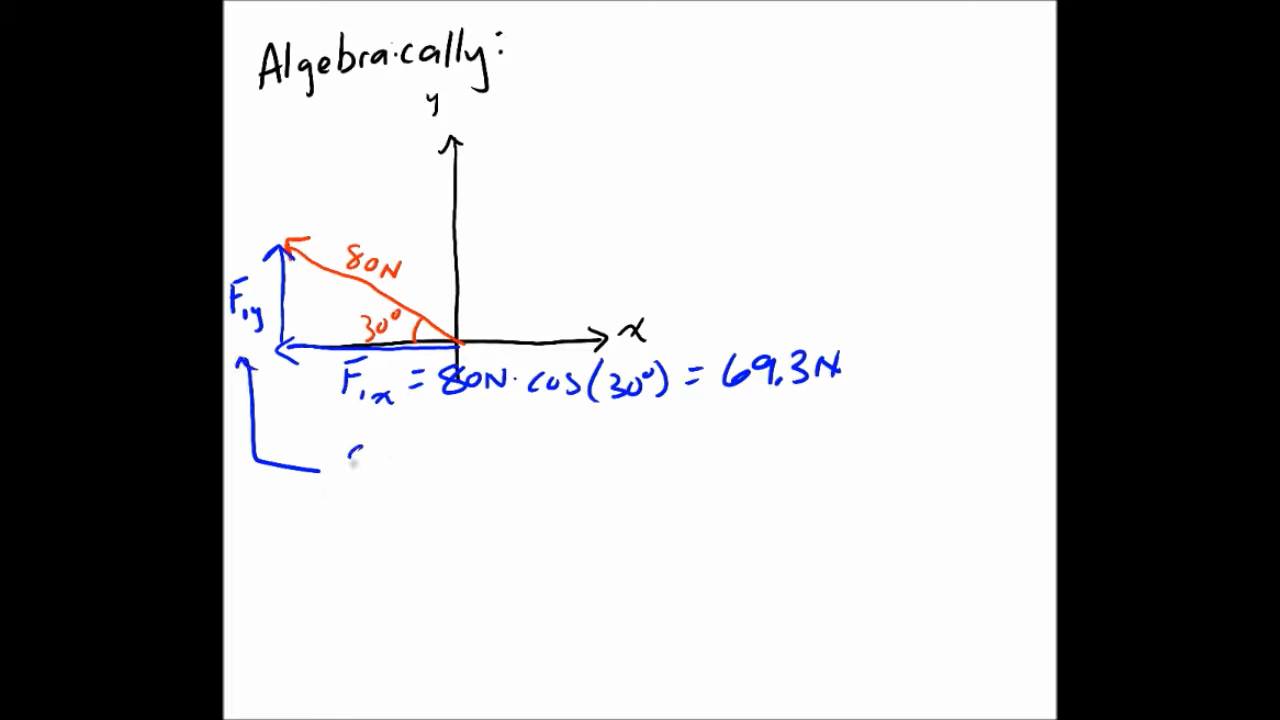 Algebraically:
y
80N
F₁y
30°
x
F₁x = 80N · cos(30°) = 69.3N